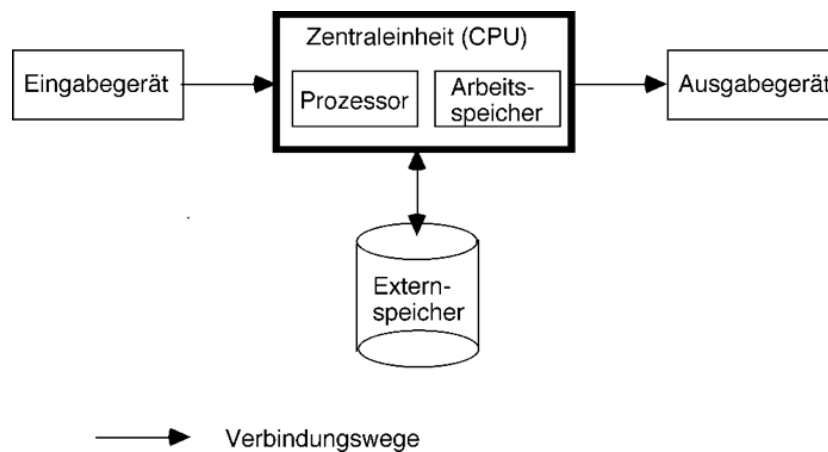 Zentraleinheit (CPU)
Eingabegerät
Prozessor
Arbeits-
speicher
Ausgabegerät
Extern-
speicher
Verbindungswege